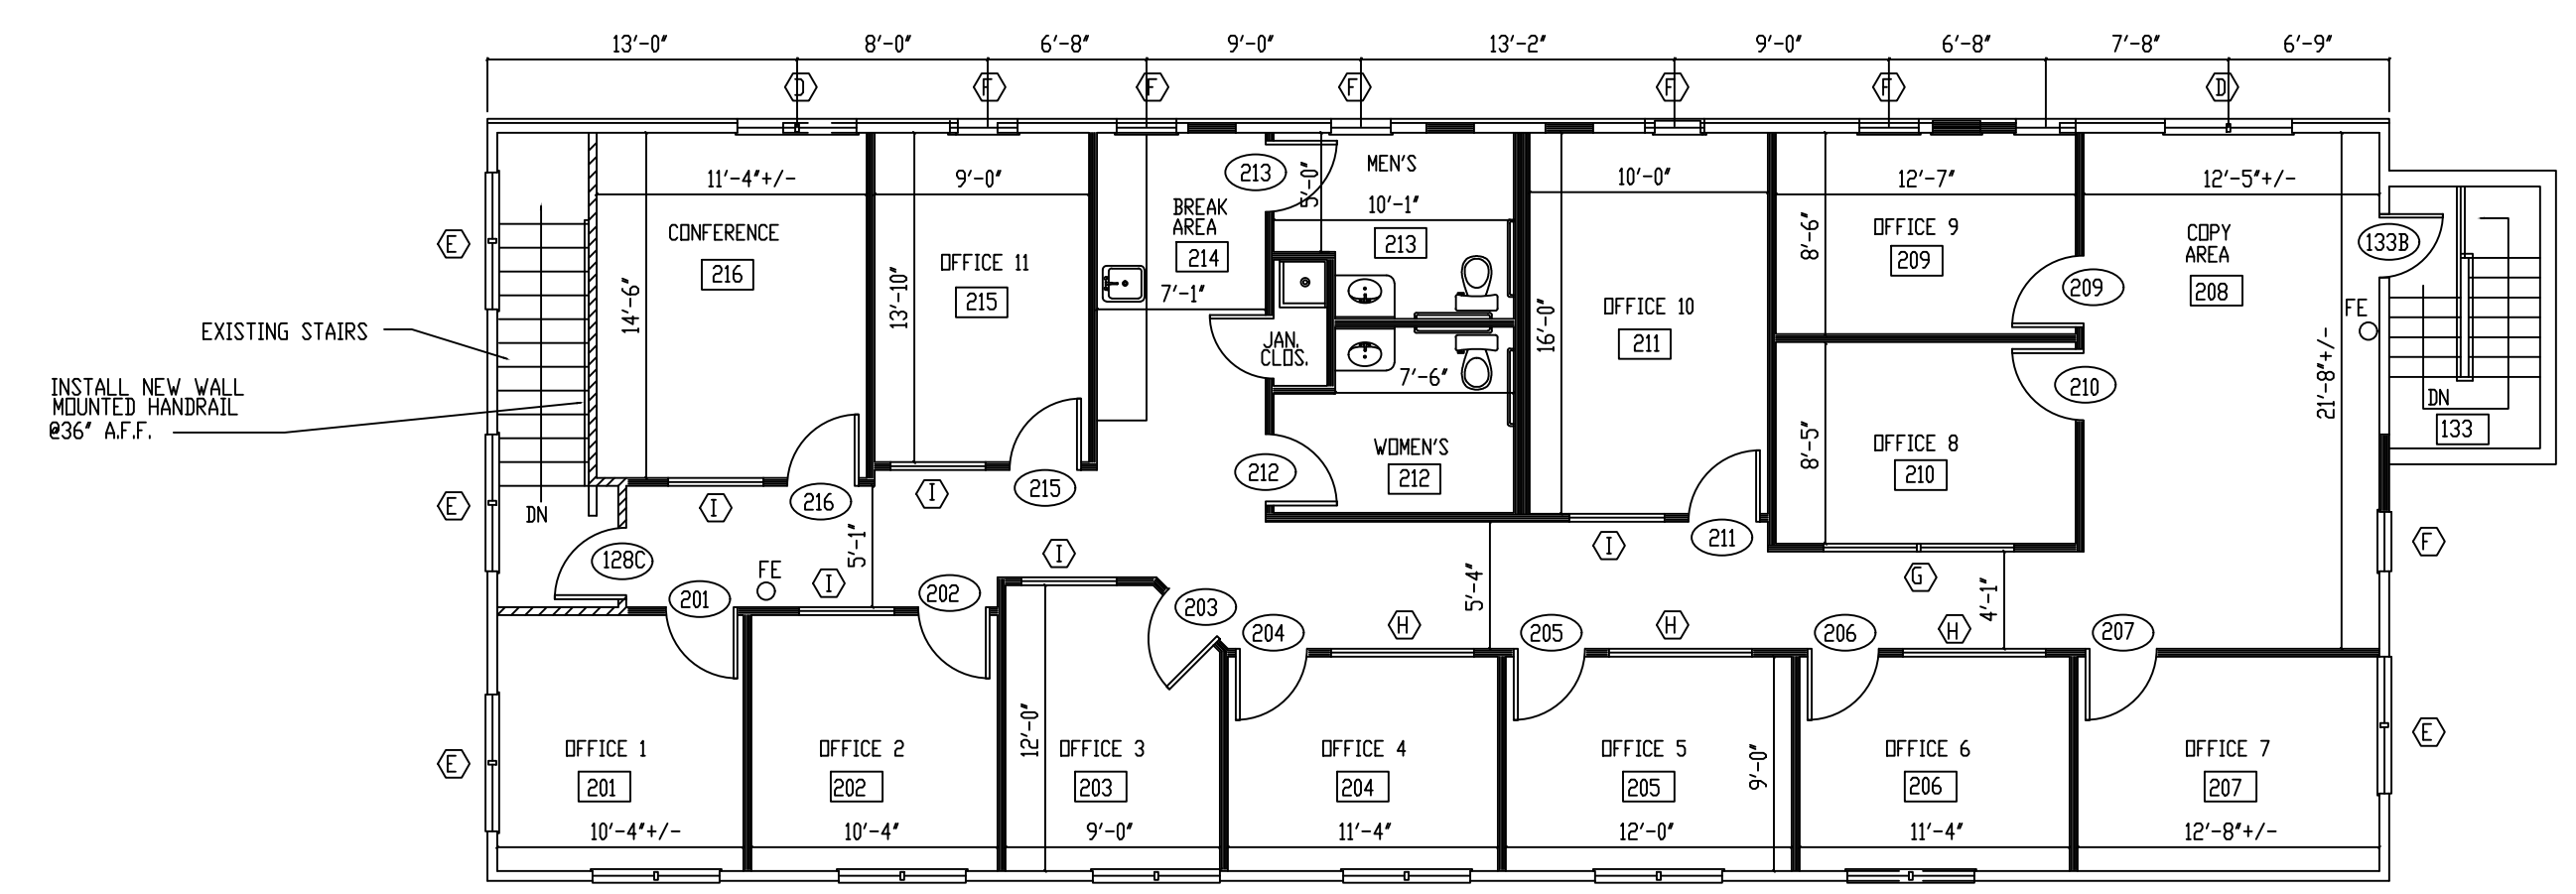 13'-0" 8'-0" 6'-8" 9'-0" 13'-2" 9'-0" 6'-8" 7'-8" 6'-9"
D F F F F F D
MEN'S
213
11'-4"+/- 9'-0" 5'-0" 10'-0" 12'-7" 12'-5"+/-
BREAK
AREA
214
10'-1"
213
CONFERENCE
216
OFFICE 11
215
OFFICE 9
209
8'-6"
COPY
AREA
208
133B
E
14'-6"
13'-10"
7'-1"
OFFICE 10
211
16'-0"
209
FE
EXISTING STAIRS
JAN.
CLOS.
7'-6"
210
21'-8"+/-
INSTALL NEW WALL
MOUNTED HANDRAIL
@36" A.F.F.
DN
133
WOMEN'S
212
212
OFFICE 8
210
8'-5"
E
DN
I
216
I
215
I
211
F
128C
FE
I
5'-1"
I
G
4'-1"
5'-4"
201
202
203
204
H
205
H
206
H
207
E
OFFICE 1
201
10'-4"+/-
OFFICE 2
202
10'-4"
12'-0"
OFFICE 3
203
9'-0"
OFFICE 4
204
11'-4"
OFFICE 5
205
12'-0"
9'-0"
OFFICE 6
206
11'-4"
OFFICE 7
207
12'-8"+/-
E